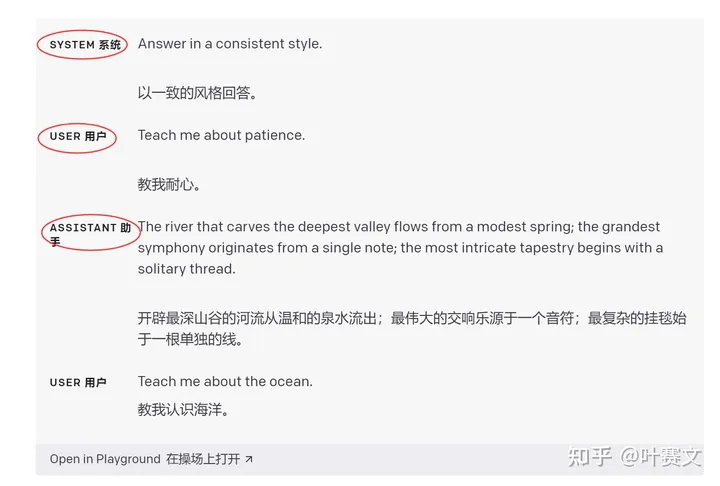 SYSTEM 系统 Answer in a consistent style.
以一致的风格回答。
USER 用户 Teach me about patience.
教我耐心。
ASSISTANT 助手 The river that carves the deepest valley flows from a modest spring; the grandest
symphony originates from a single note; the most intricate tapestry begins with a
solitary thread.
开辟最深山谷的河流从温和的泉水流出；最伟大的交响乐源于一个音符；最复杂的挂毯始
于一根单独的线。
USER 用户 Teach me about the ocean.
教我认识海洋。
Open in Playground 在操场上打开 ↗
知乎 @叶赛文